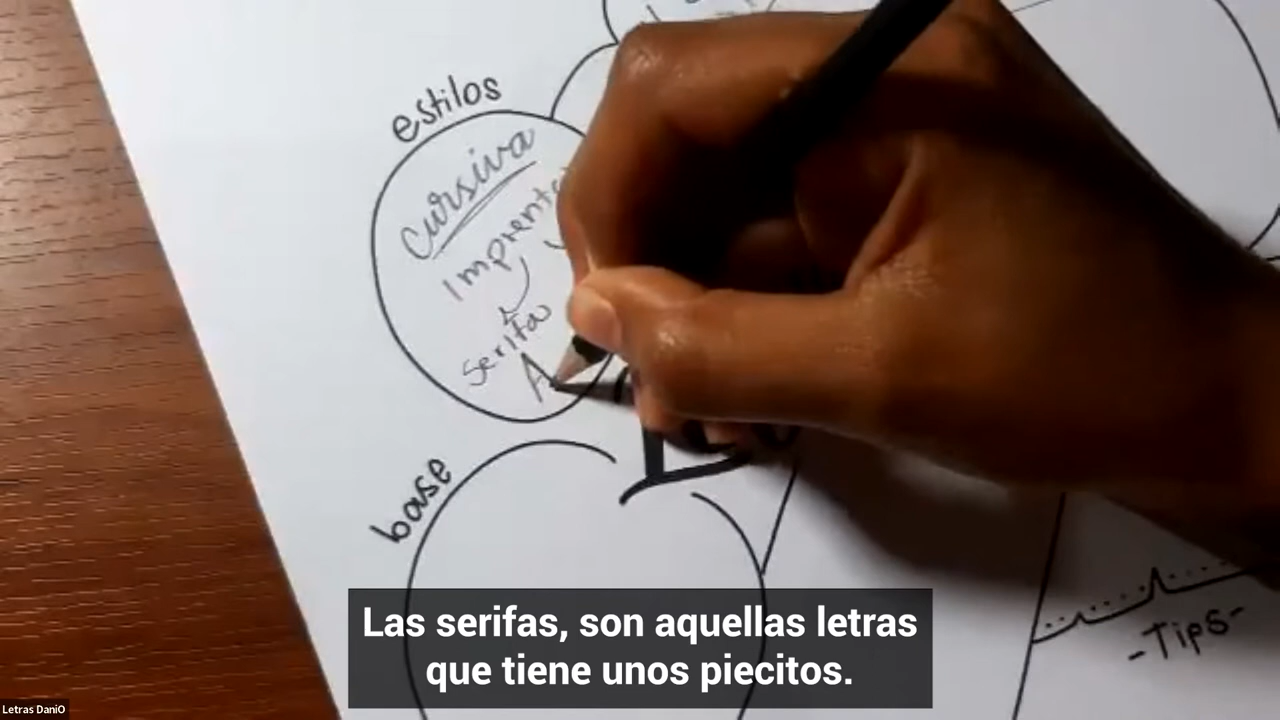 estilos
Cursiva
Imprenta
Serifa
A
base
-Tips-
Las serifas, son aquellas letras
que tiene unos piecitos.
Letras DaniO